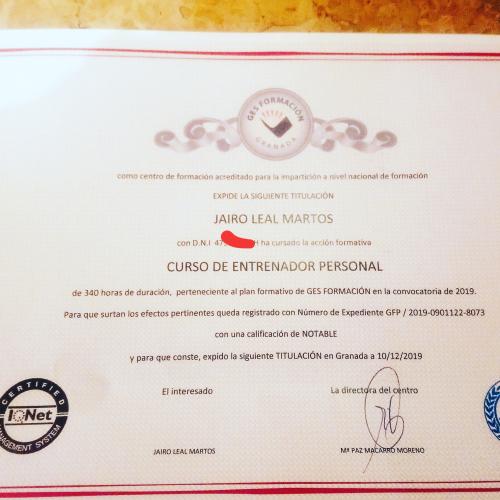 GES FORMACIÓN
GRANADA
como centro de formación acreditado para la impartición a nivel nacional de formación
EXPIDE LA SIGUIENTE TITULACIÓN
JAIRO LEAL MARTOS
con D.N.I 47 H ha cursado la acción formativa
CURSO DE ENTRENADOR PERSONAL
de 340 horas de duración, perteneciente al plan formativo de GES FORMACIÓN en la convocatoria de 2019.
Para que surtan los efectos pertinentes queda registrado con Número de Expediente GFP / 2019-0901122-8073
con una calificación de NOTABLE
y para que conste, expido la siguiente TITULACIÓN en Granada a 10/12/2019
El interesado
La directora del centro
CERTIFIED
IQNet
MANAGEMENT SYSTEM
JAIRO LEAL MARTOS
Mª PAZ MACARRO MORENO